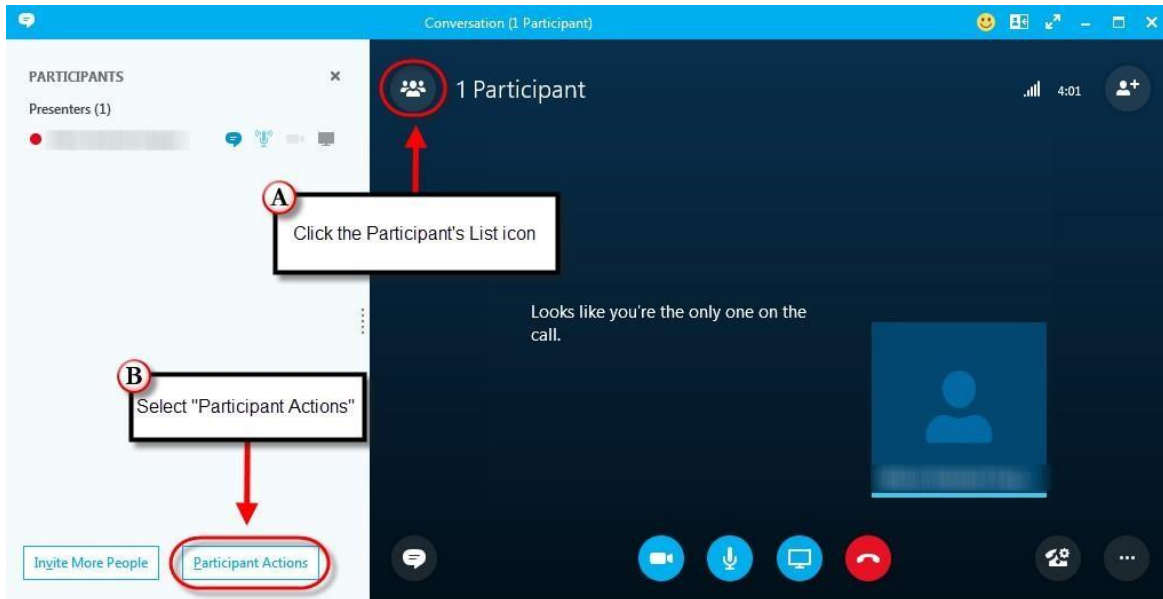 Conversation (1 Participant)
PARTICIPANTS
Presenters (1)
1 Participant
4:01
A
Click the Participant's List icon
Looks like you're the only one on the
call.
B
Select "Participant Actions"
Invite More People
Participant Actions